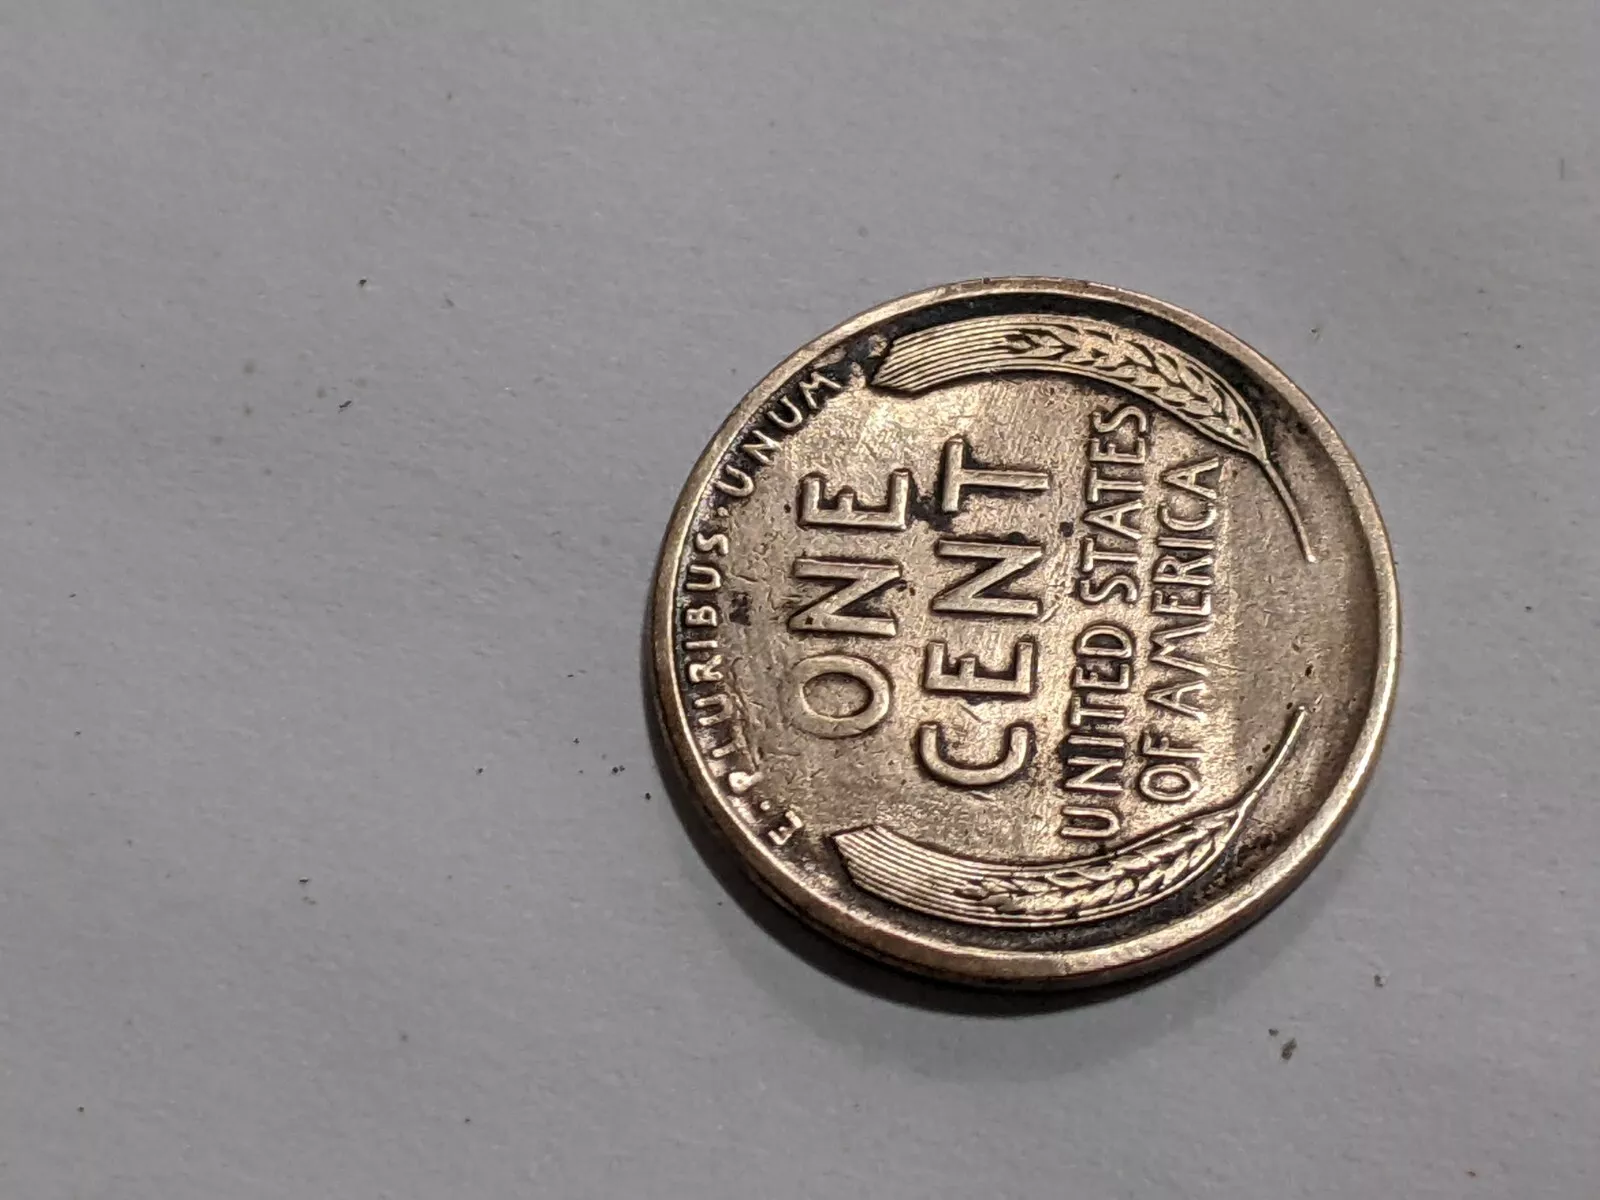 E·PLURIBUS·UNUM
ONE
CENT
UNITED STATES
OF AMERICA